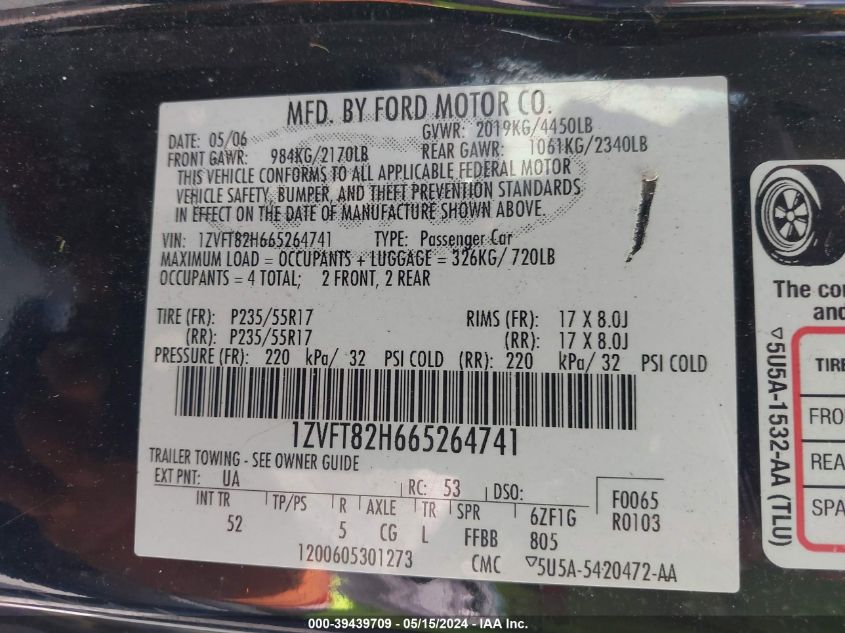 MFD. BY FORD MOTOR CO.
DATE: 05/06 GVWR: 2019KG/4450LB
FRONT GAWR: 984KG/2170LB REAR GAWR: 1061KG/2340LB
THIS VEHICLE CONFORMS TO ALL APPLICABLE FEDERAL MOTOR
VEHICLE SAFETY, BUMPER, AND THEFT PREVENTION STANDARDS
IN EFFECT ON THE DATE OF MANUFACTURE SHOWN ABOVE.
VIN: 1ZVFT82H665264741 TYPE: Passenger Car
MAXIMUM LOAD = OCCUPANTS + LUGGAGE = 326KG/720LB
OCCUPANTS = 4 TOTAL; 2 FRONT, 2 REAR
TIRE (FR): P235/55R17 RIMS (FR): 17 X 8.0J
(RR): P235/55R17 (RR): 17 X 8.0J
PRESSURE (FR): 220 kPa/ 32 PSI COLD (RR): 220 kPa/ 32 PSI COLD
1ZVFT82H665264741
TRAILER TOWING - SEE OWNER GUIDE
EXT PNT: UA RC: 53 DSO: F0065
INT TR TP/PS R AXLE TR SPR 6ZF1G R0103
52 5 CG L FFBB 805
1200605301273 CMC ▽5U5A-5420472-AA
The
and
▽5U5A-1532-AA (TLU)
TIRE
SPA
000-39439709 - 05/15/2024 - IAA Inc.